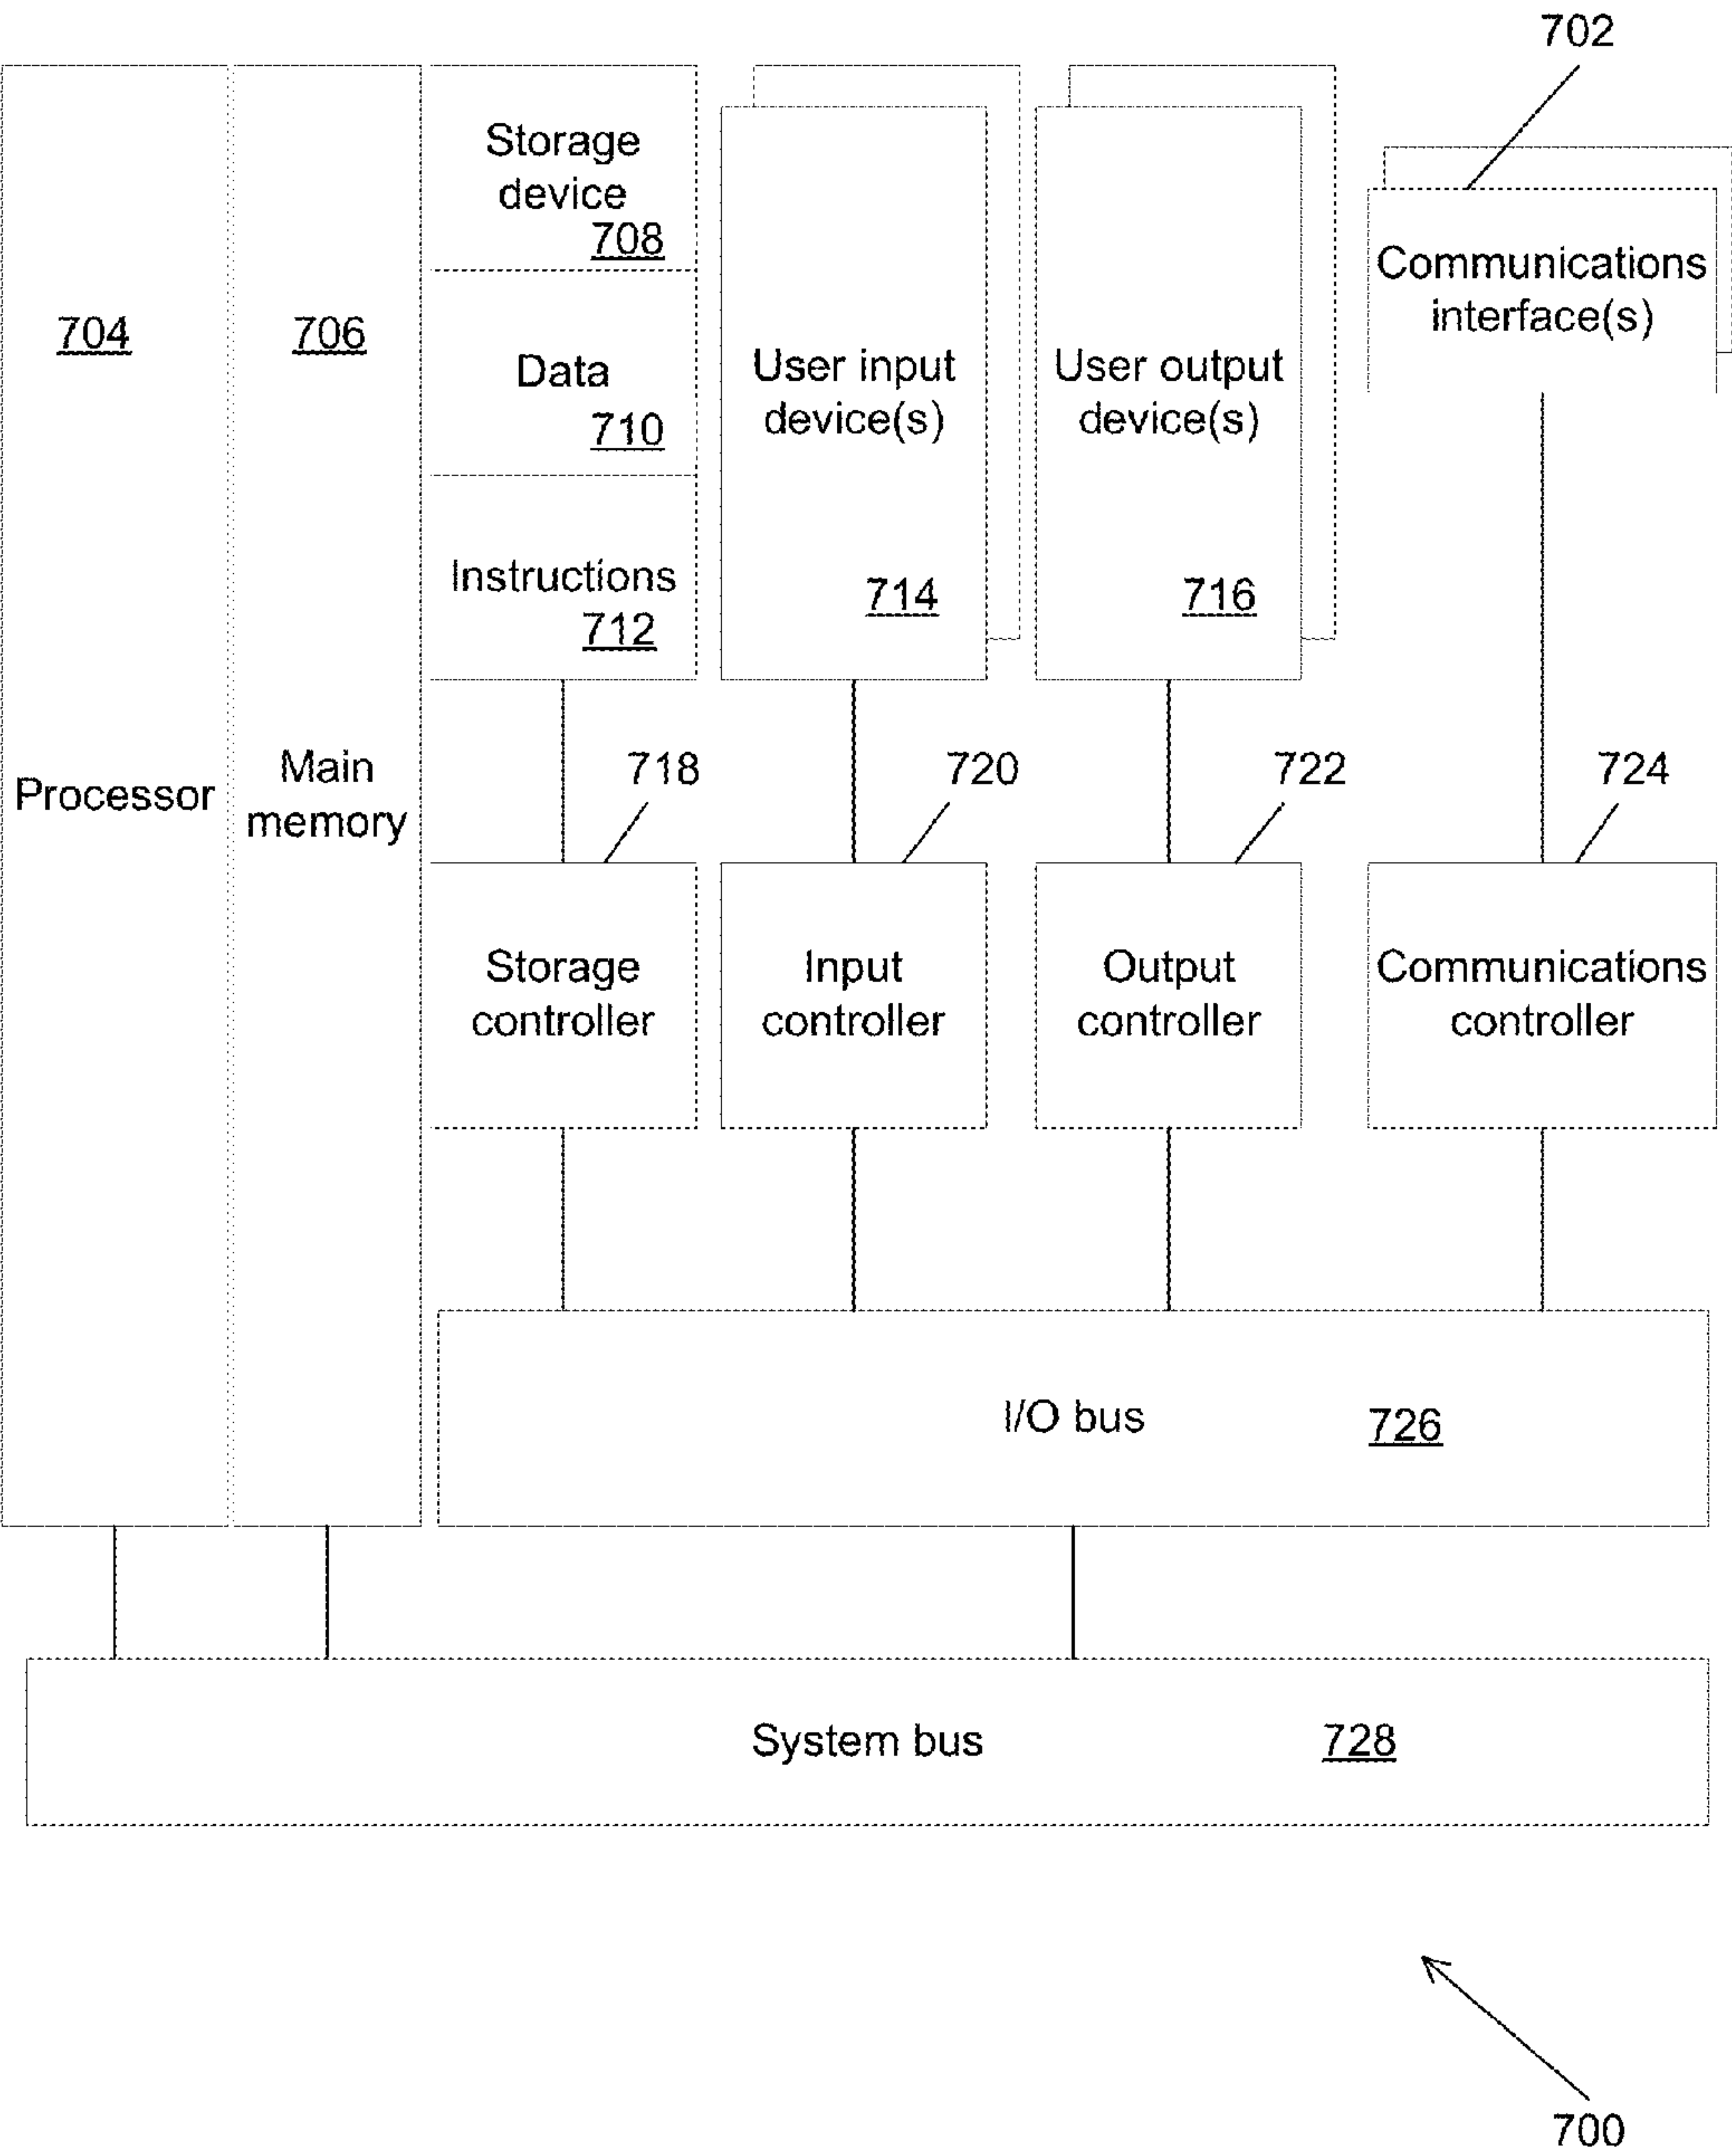 702
Storage
device
708
Communications
interface(s)
704
706
Data
710
User input
device(s)
User output
device(s)
Instructions
712
714
716
Processor
Main
memory
718
720
722
724
Storage
controller
Input
controller
Output
controller
Communications
controller
I/O bus
726
System bus
728
700